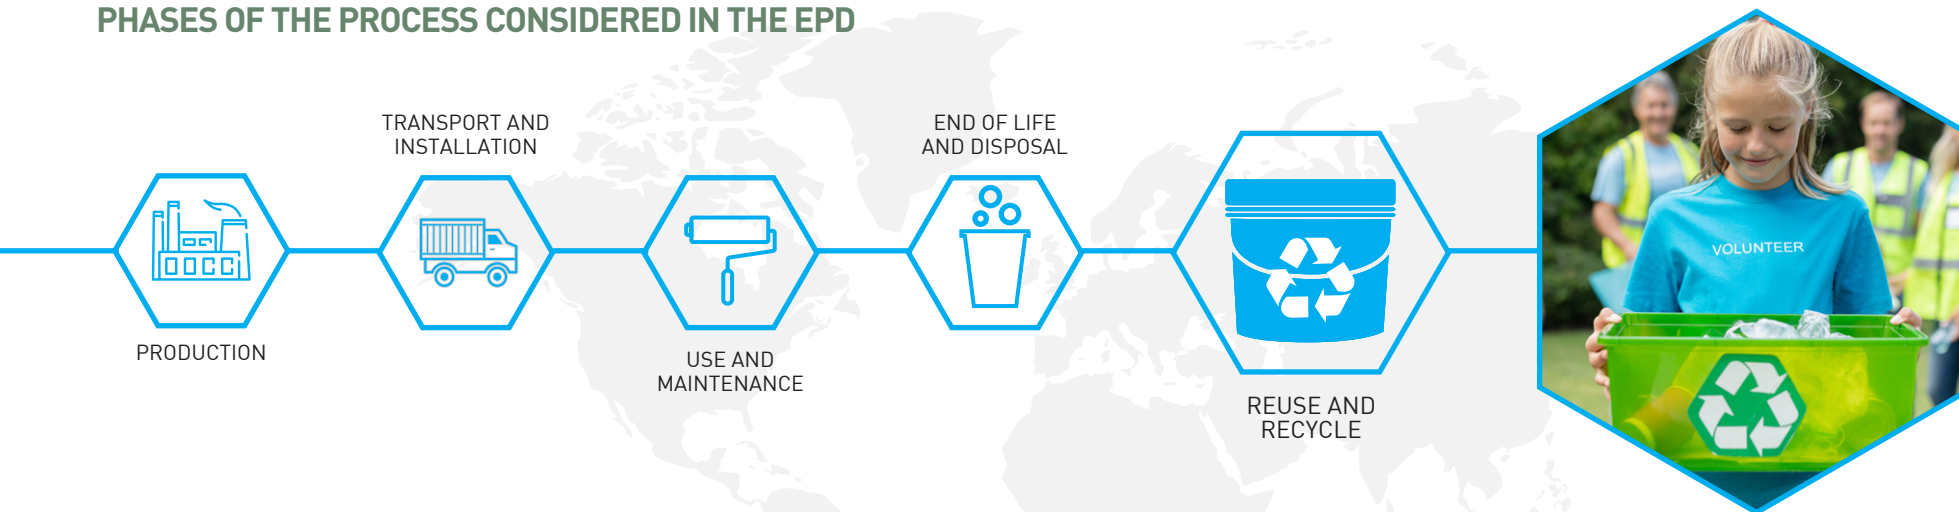 PHASES OF THE PROCESS CONSIDERED IN THE EPD
PRODUCTION
TRANSPORT AND
INSTALLATION
USE AND
MAINTENANCE
END OF LIFE
AND DISPOSAL
REUSE AND
RECYCLE
VOLUNTEER